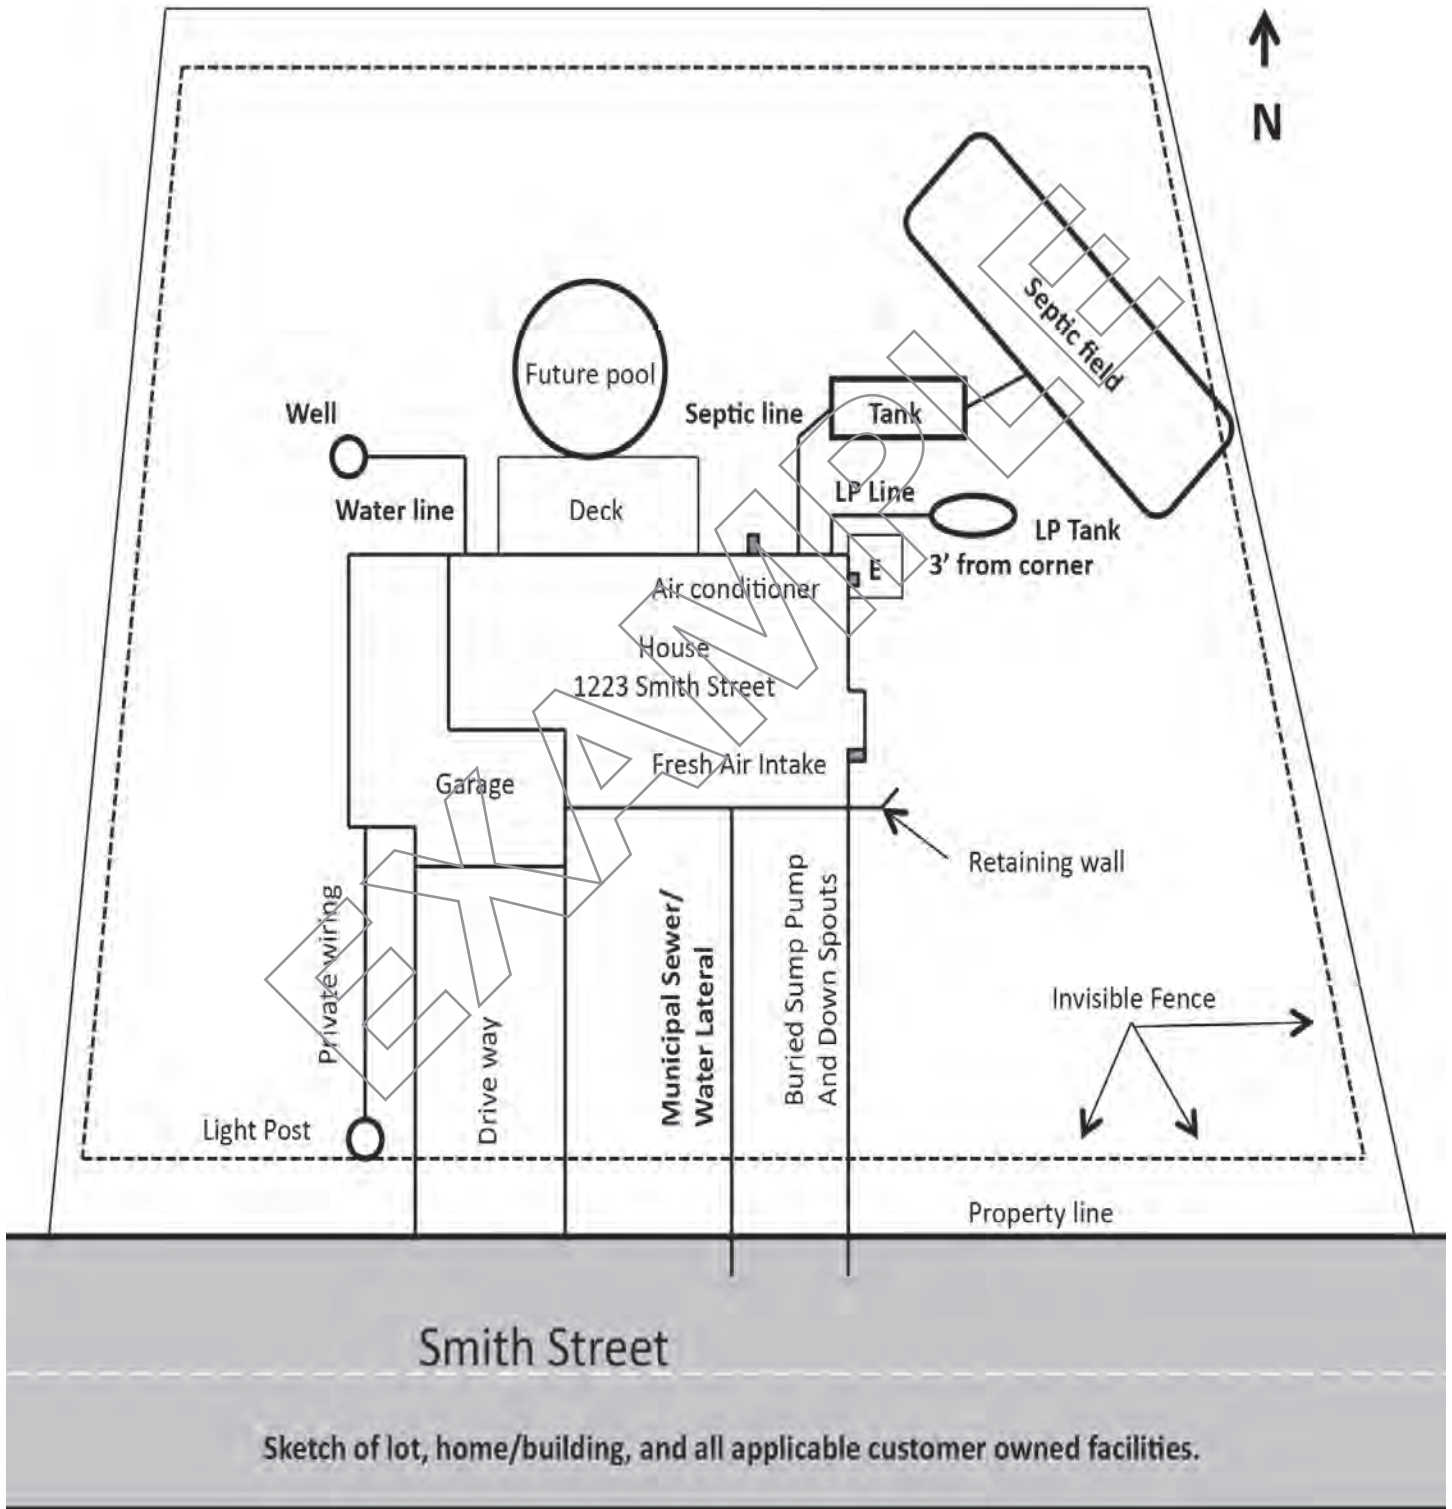 N
Septic field
Future pool
Well
Septic line
Tank
Water line
Deck
LP Line
LP Tank
E
3’ from corner
Air conditioner
House
1223 Smith Street
Fresh Air Intake
Garage
Retaining wall
Private wiring
Drive way
Municipal Sewer/
Water Lateral
Buried Sump Pump
And Down Spouts
Invisible Fence
Light Post
Property line
EXAMPLE
Smith Street
Sketch of lot, home/building, and all applicable customer owned facilities.